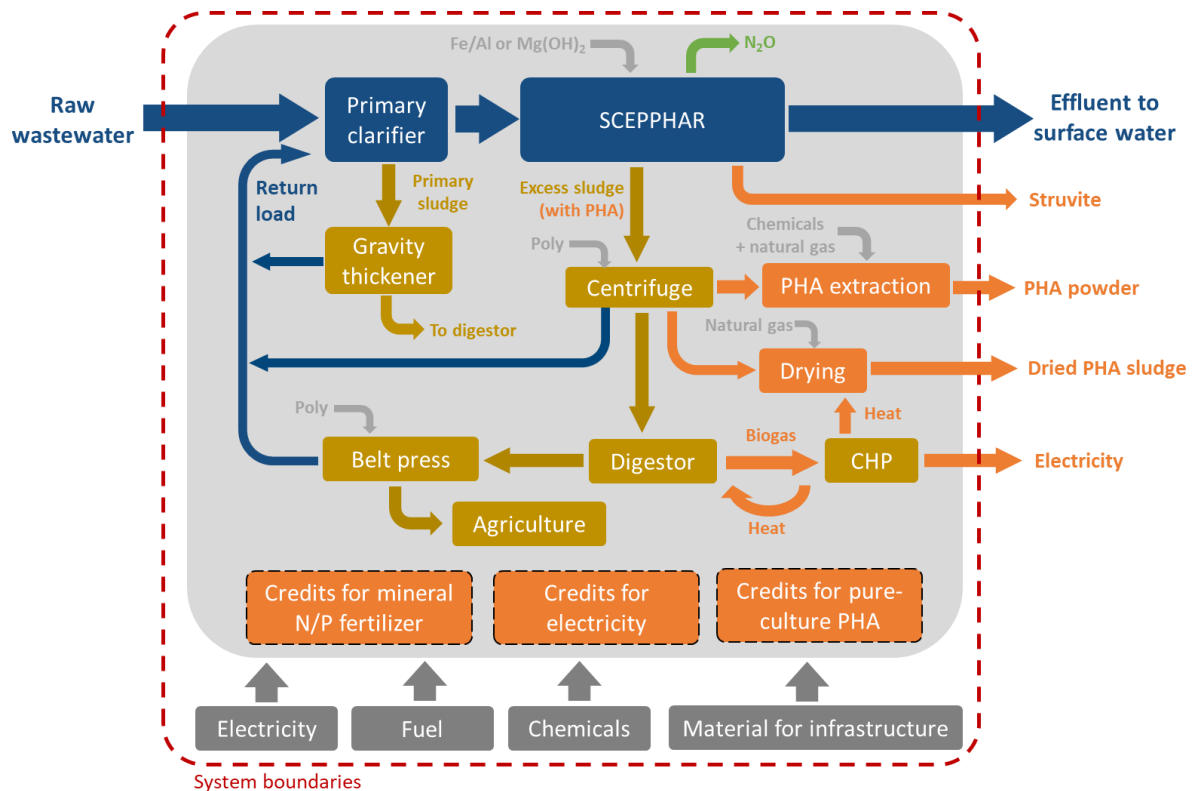 Fe/Al or Mg(OH)₂
N₂O
Raw
wastewater
Primary
clarifier
SCEPPHAR
Effluent to
surface water
Return
load
Primary
sludge
Excess sludge
(with PHA)
Struvite
Gravity
thickener
Poly
Chemicals
+ natural gas
Centrifuge
PHA extraction
PHA powder
To digestor
Natural gas
Drying
Dried PHA sludge
Poly
Heat
Belt press
Digestor
Biogas
CHP
Electricity
Heat
Agriculture
Credits for mineral
N/P fertilizer
Credits for
electricity
Credits for pure-
culture PHA
Electricity
Fuel
Chemicals
Material for infrastructure
System boundaries